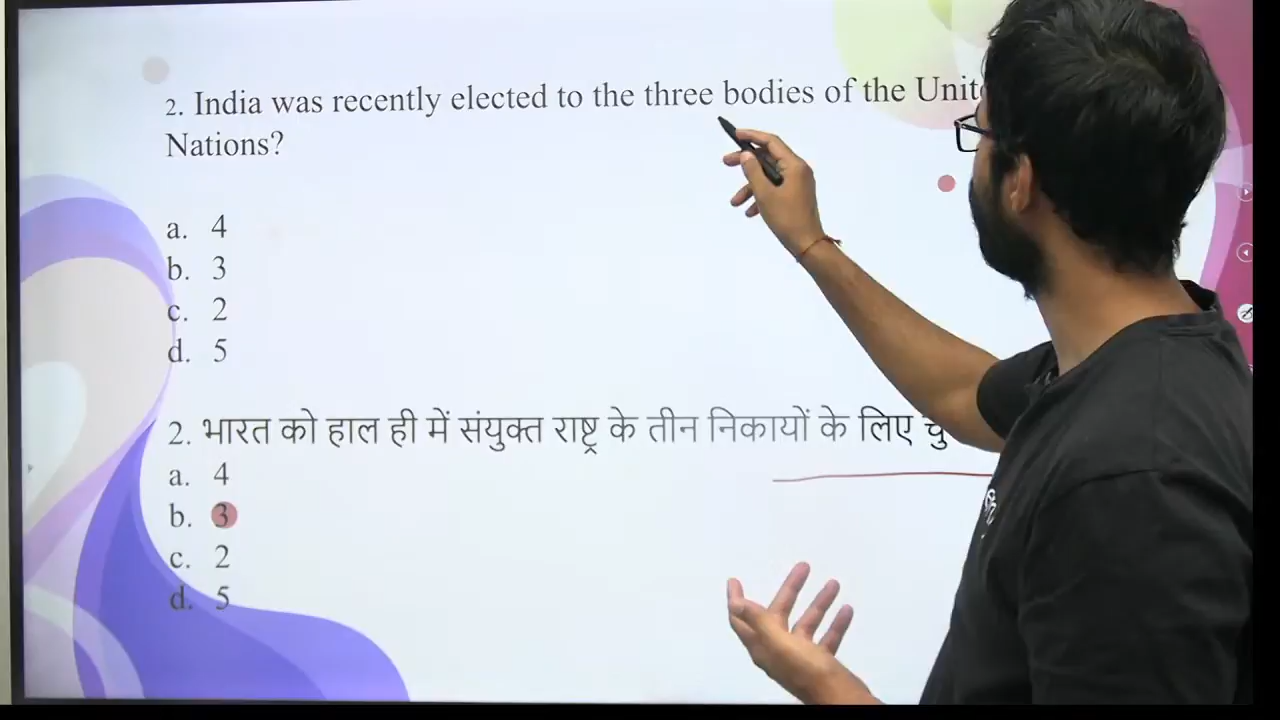 2. India was recently elected to the three bodies of the
Nations?
a. 4
b. 3
c. 2
d. 5
2. भारत को हाल ही में संयुक्त राष्ट्र के तीन निकायों के लिए
a. 4
b. 3
c. 2
d. 5